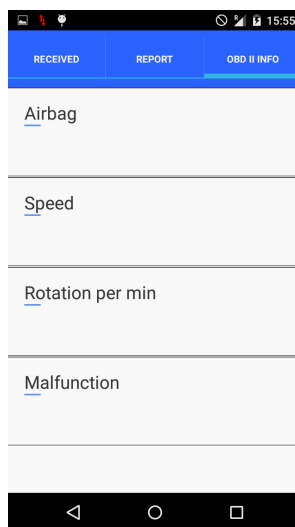 15:55
RECEIVED REPORT OBD II INFO
Airbag
Speed
Rotation per min
Malfunction